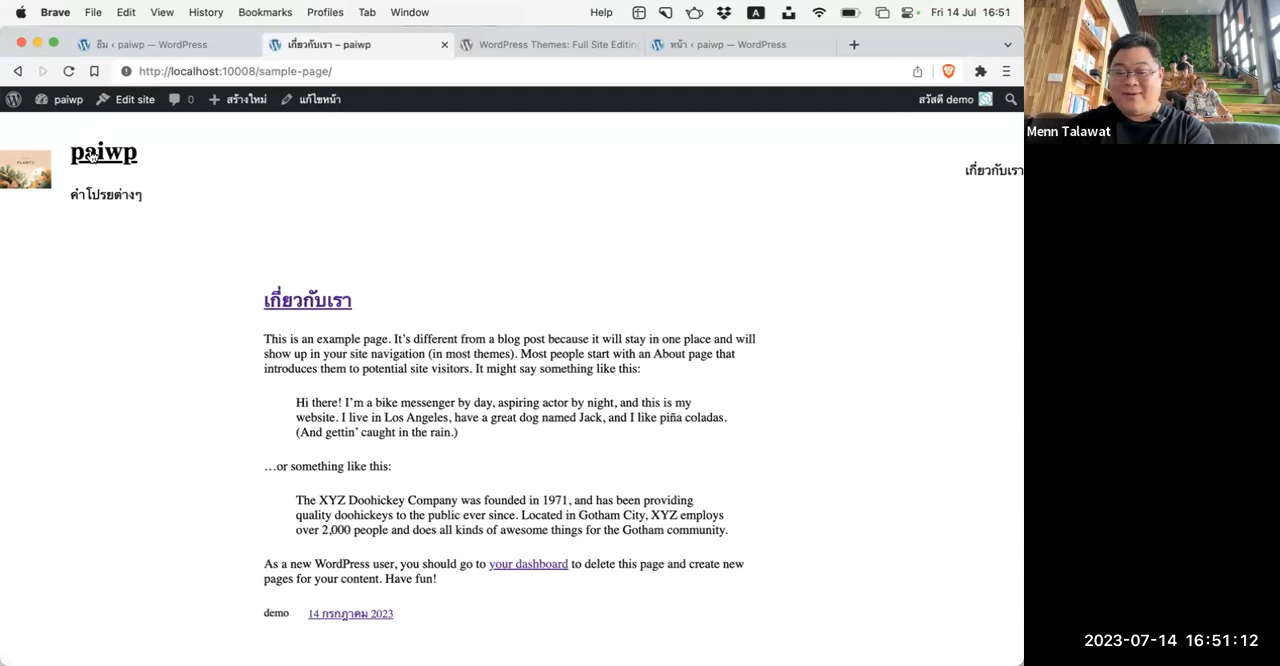 Brave File Edit View History Bookmarks Profiles Tab Window Help A Fri 14 Jul 16:51
ธีม ‹ paiwp — WordPress
เกี่ยวกับเรา – paiwp
WordPress Themes: Full Site Editin
หน้า ‹ paiwp — WordPress
http://localhost:10008/sample-page/
paiwp Edit site 0 สร้างใหม่ แก้ไขหน้า สวัสดี demo
Menn Talawat
paiwp
เกี่ยวกับเรา
คำโปรยต่างๆ
เกี่ยวกับเรา
This is an example page. It’s different from a blog post because it will stay in one place and will
show up in your site navigation (in most themes). Most people start with an About page that
introduces them to potential site visitors. It might say something like this:
Hi there! I’m a bike messenger by day, aspiring actor by night, and this is my
website. I live in Los Angeles, have a great dog named Jack, and I like piña coladas.
(And gettin’ caught in the rain.)
…or something like this:
The XYZ Doohickey Company was founded in 1971, and has been providing
quality doohickeys to the public ever since. Located in Gotham City, XYZ employs
over 2,000 people and does all kinds of awesome things for the Gotham community.
As a new WordPress user, you should go to your dashboard to delete this page and create new
pages for your content. Have fun!
demo 14 กรกฎาคม 2023
2023-07-14 16:51:12